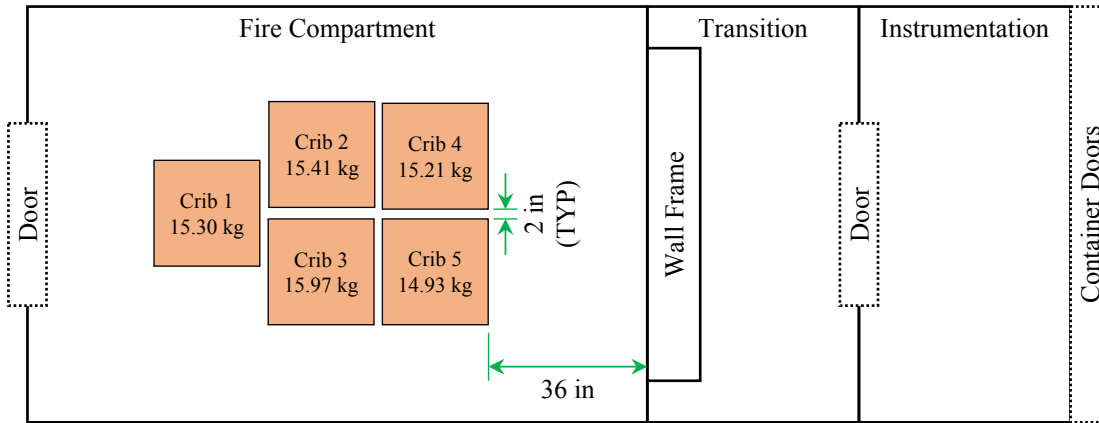 Fire Compartment
Transition
Instrumentation
Door
Crib 1
15.30 kg
Crib 2
15.41 kg
Crib 3
15.97 kg
Crib 4
15.21 kg
Crib 5
14.93 kg
2 in
(TYP)
36 in
Wall Frame
Door
Container Doors